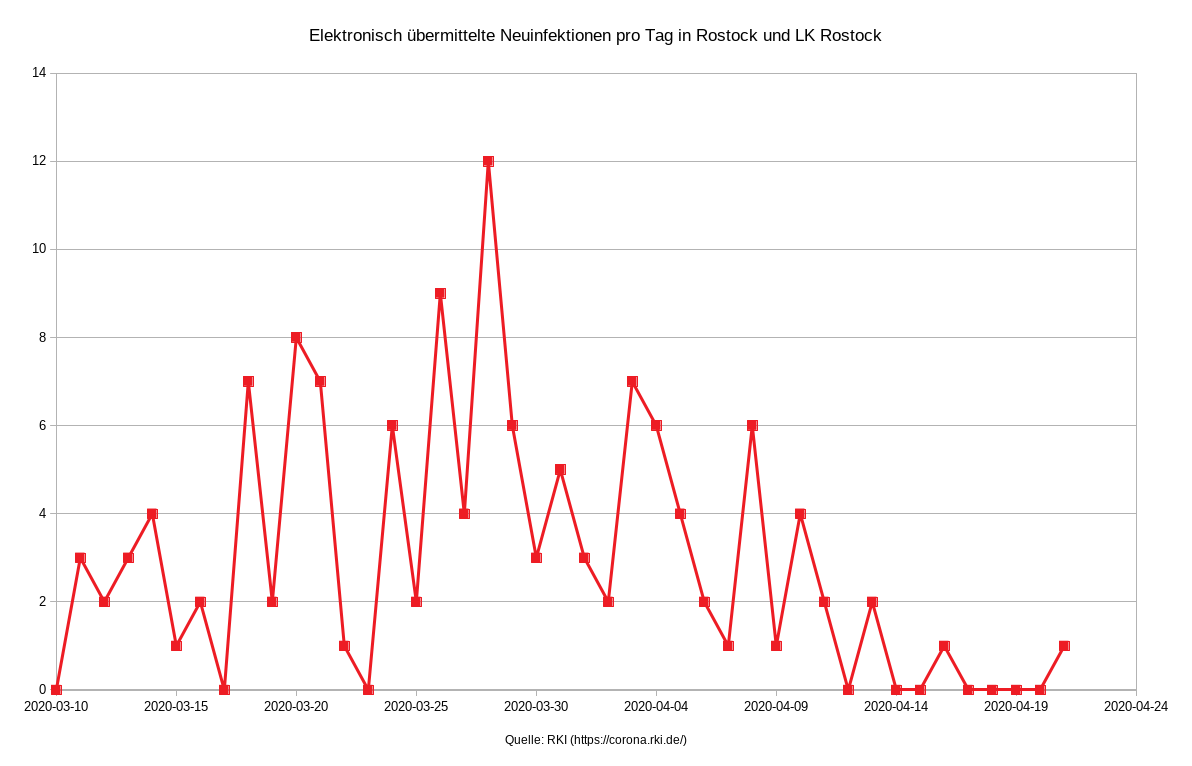 Elektronisch übermittelte Neuinfektionen pro Tag in Rostock und LK Rostock
14
12
10
8
6
4
2
0
2020-03-10 2020-03-15 2020-03-20 2020-03-25 2020-03-30 2020-04-04 2020-04-09 2020-04-14 2020-04-19 2020-04-24
Quelle: RKI (https://corona.rki.de/)